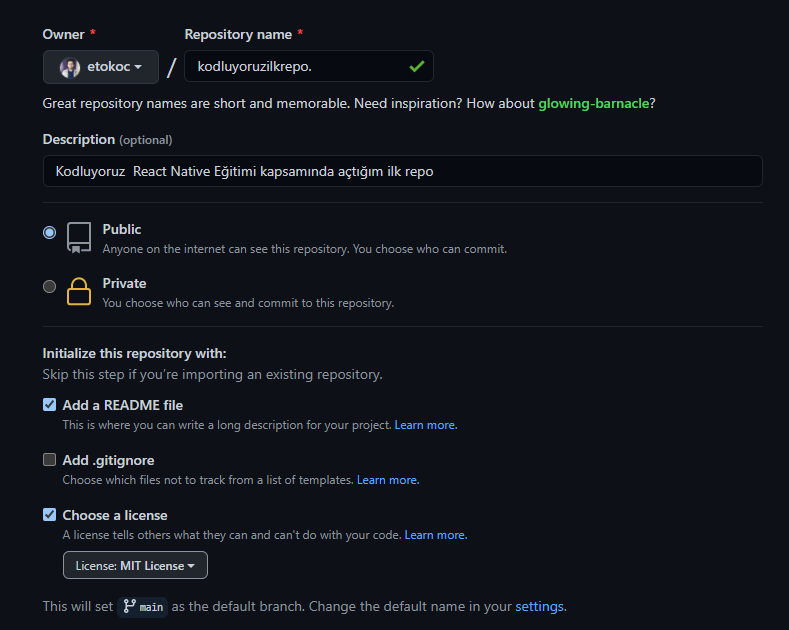 Owner * Repository name *
etokoc / kodluyoruzilkrepo.
Great repository names are short and memorable. Need inspiration? How about glowing-barnacle?
Description (optional)
Kodluyoruz  React Native Eğitimi kapsamında açtığım ilk repo
Public
Anyone on the internet can see this repository. You choose who can commit.
Private
You choose who can see and commit to this repository.
Initialize this repository with:
Skip this step if you're importing an existing repository.
Add a README file
This is where you can write a long description for your project. Learn more.
Add .gitignore
Choose which files not to track from a list of templates. Learn more.
Choose a license
A license tells others what they can and can't do with your code. Learn more.
License: MIT License
This will set main as the default branch. Change the default name in your settings.